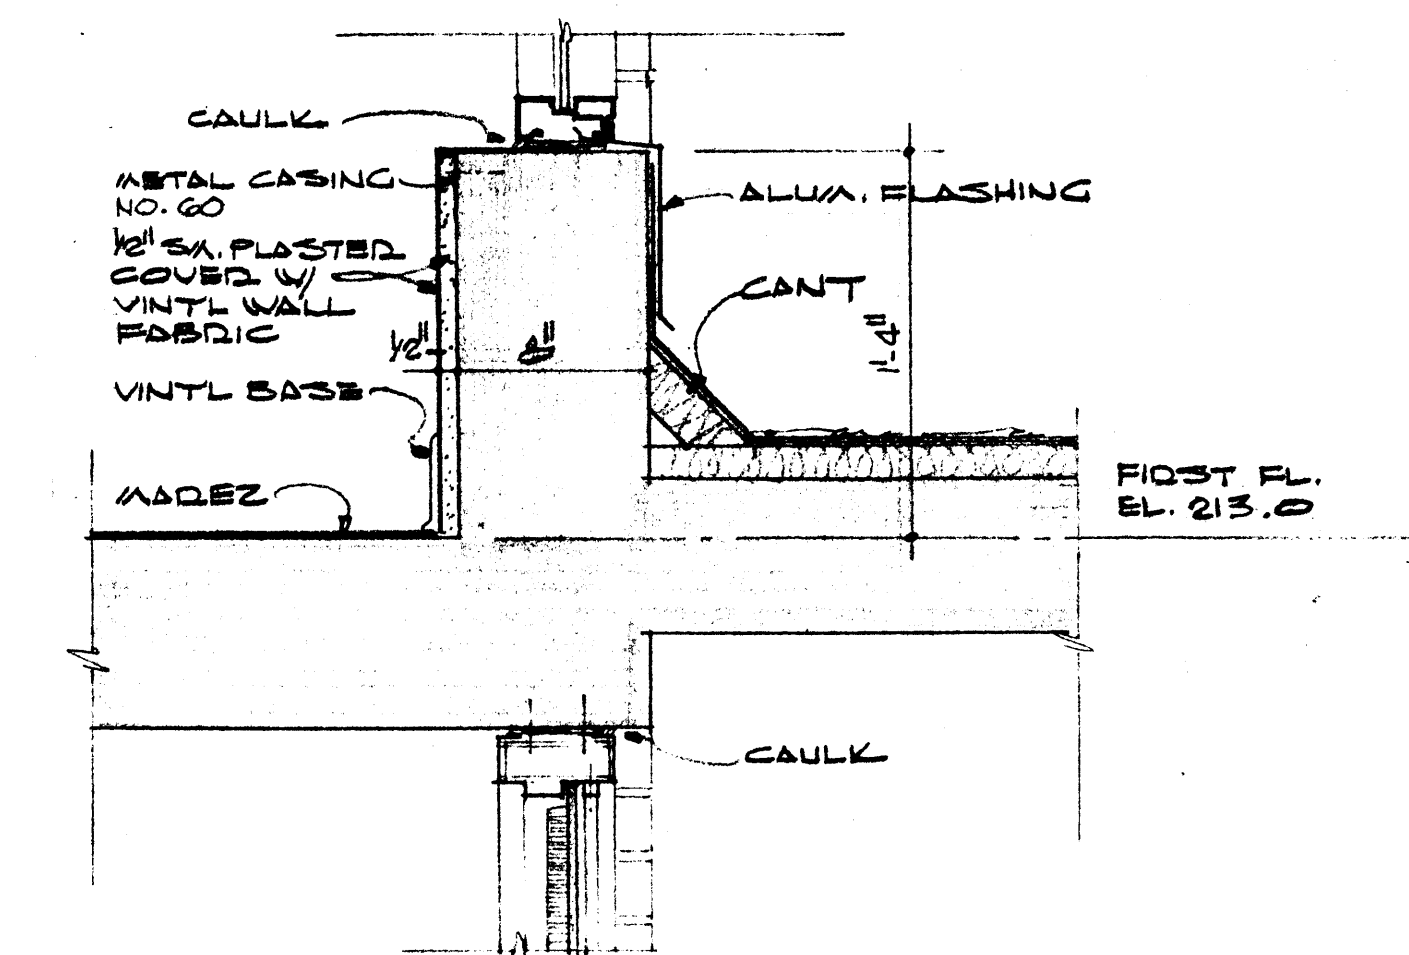 CAULK
METAL CASING
NO. 60
1/2" SM. PLASTER
COVER W/
VINYL WALL
FABRIC
1/2"
8"
VINYL BASE
MAREZ
ALUM. FLASHING
CANT
1'-4"
FIRST FL.
EL. 213.0
CAULK